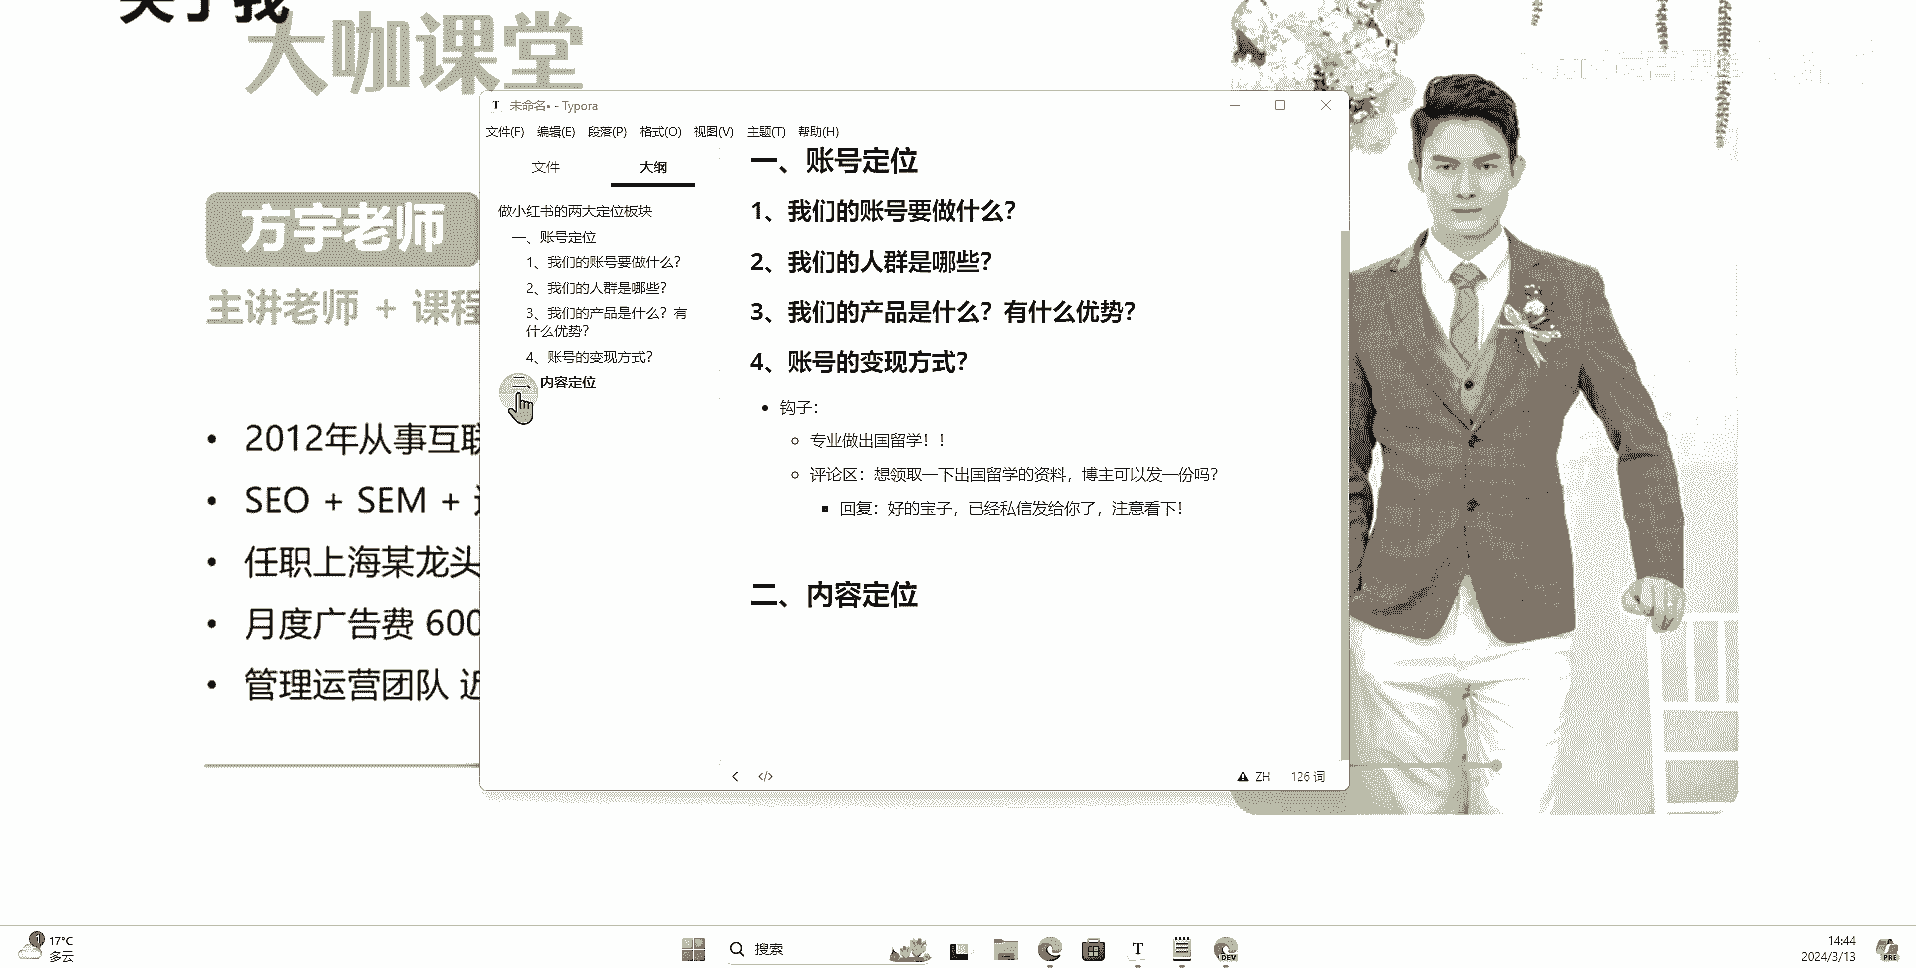 关于我
大咖课堂
方宇老师
主讲老师 + 课程
• 2012年从事互联
• SEO + SEM +
• 任职上海某龙头
• 月度广告费 600
• 管理运营团队 近
未命名• - Typora
文件(F) 编辑(E) 段落(P) 格式(O) 视图(V) 主题(T) 帮助(H)
文件 大纲
做小红书的两大定位板块
一、账号定位
1、我们的账号要做什么？
2、我们的人群是哪些？
3、我们的产品是什么？有
什么优势？
4、账号的变现方式？
二、内容定位
一、账号定位
1、我们的账号要做什么？
2、我们的人群是哪些？
3、我们的产品是什么？有什么优势？
4、账号的变现方式？
• 钩子：
专业做出国留学！！
评论区：想领取一下出国留学的资料，博主可以发一份吗？
回复：好的宝子，已经私信发给你了，注意看下！
二、内容定位
ZH 126 词
1
17°C
多云
搜索
T
DEV
14:44
2024/3/13
PRE